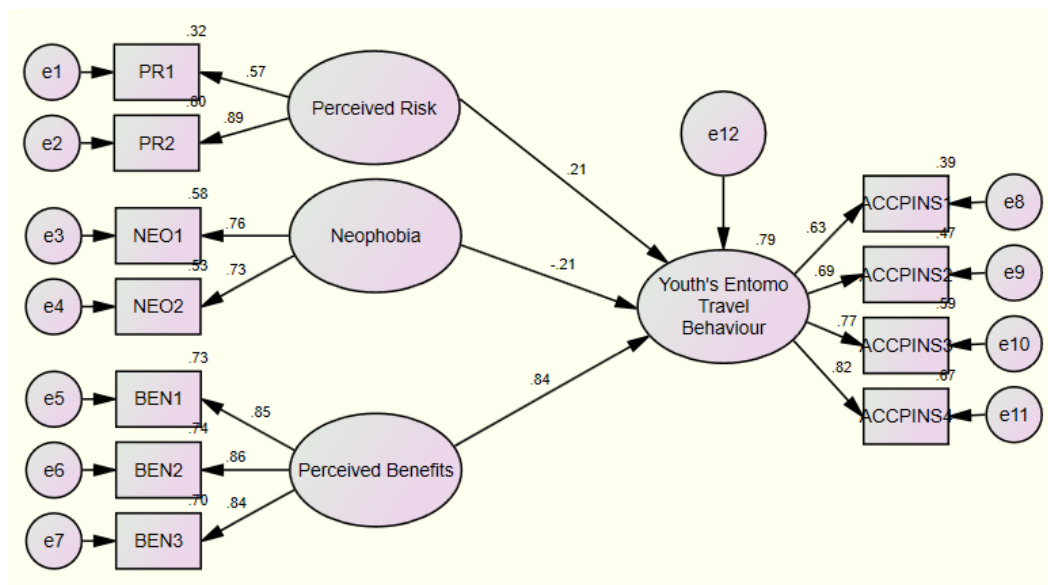 .32
e1
PR1
.57
Perceived Risk
.80
e2
PR2
.89
.21
e12
.58
e3
NEO1
.76
Neophobia
.53
e4
NEO2
.73
-.21
.73
e5
BEN1
.85
.74
e6
BEN2
.86
Perceived Benefits
.84
.70
e7
BEN3
.84
.79
Youth's Entomo
Travel
Behaviour
.39
.63
ACCPINS1
e8
.47
.69
ACCPINS2
e9
.59
.77
ACCPINS3
e10
.67
.82
ACCPINS4
e11